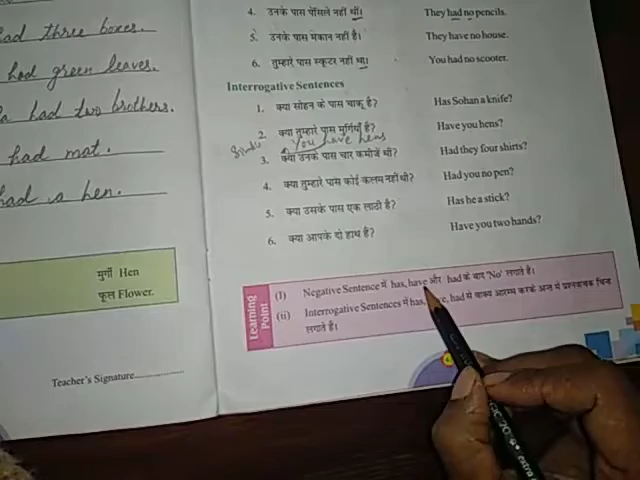 had three boxes.
had green leaves.
had two brothers.
had mat.
had a hen.
मुर्गी Hen
फूल Flower.
Teacher's Signature
4. उनके पास पेंसिलें नहीं थीं। They had no pencils.
5. उनके पास मकान नहीं है। They have no house.
6. तुम्हारे पास स्कूटर नहीं था। You had no scooter.
Interrogative Sentences
1. क्या सोहन के पास चाकू है? Has Sohan a knife?
2. क्या तुम्हारे पास मुर्गियाँ हैं? Have you hens?
You have hens
3. क्या उनके पास चार कमीजें थी? Had they four shirts?
4. क्या तुम्हारे पास कोई कलम नहीं थी? Had you no pen?
5. क्या उसके पास एक लाठी है? Has he a stick?
6. क्या आपके दो हाथ है? Have you two hands?
Learning Point
(I) Negative Sentence में has, have और had के बाद 'No' लगाते है।
(ii) Interrogative Sentences में has, had से वाक्य आरम्भ करके अन्त में प्रश्नवाचक चिन्ह
लगाते है।